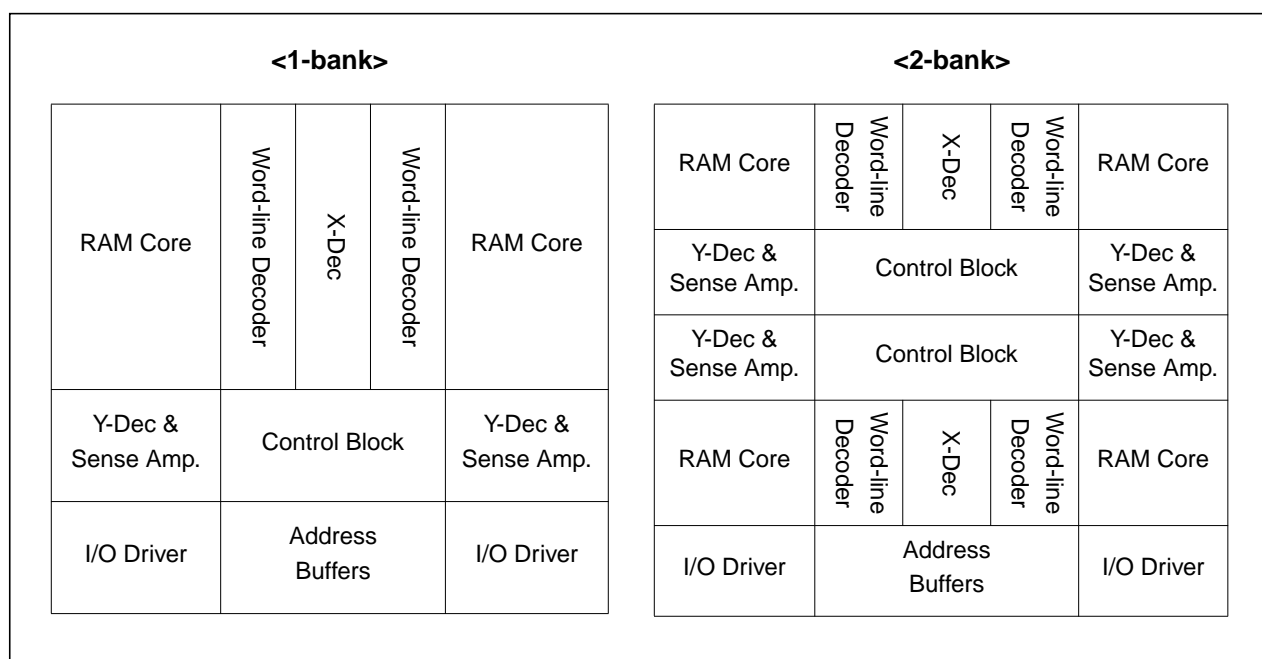 <1-bank>
RAM Core
Word-line Decoder
X-Dec
Word-line Decoder
RAM Core
Y-Dec &
Sense Amp.
Control Block
Y-Dec &
Sense Amp.
I/O Driver
Address
Buffers
I/O Driver
<2-bank>
RAM Core
Word-line
Decoder
X-Dec
Word-line
Decoder
RAM Core
Y-Dec &
Sense Amp.
Control Block
Y-Dec &
Sense Amp.
Y-Dec &
Sense Amp.
Control Block
Y-Dec &
Sense Amp.
RAM Core
Word-line
Decoder
X-Dec
Word-line
Decoder
RAM Core
I/O Driver
Address
Buffers
I/O Driver